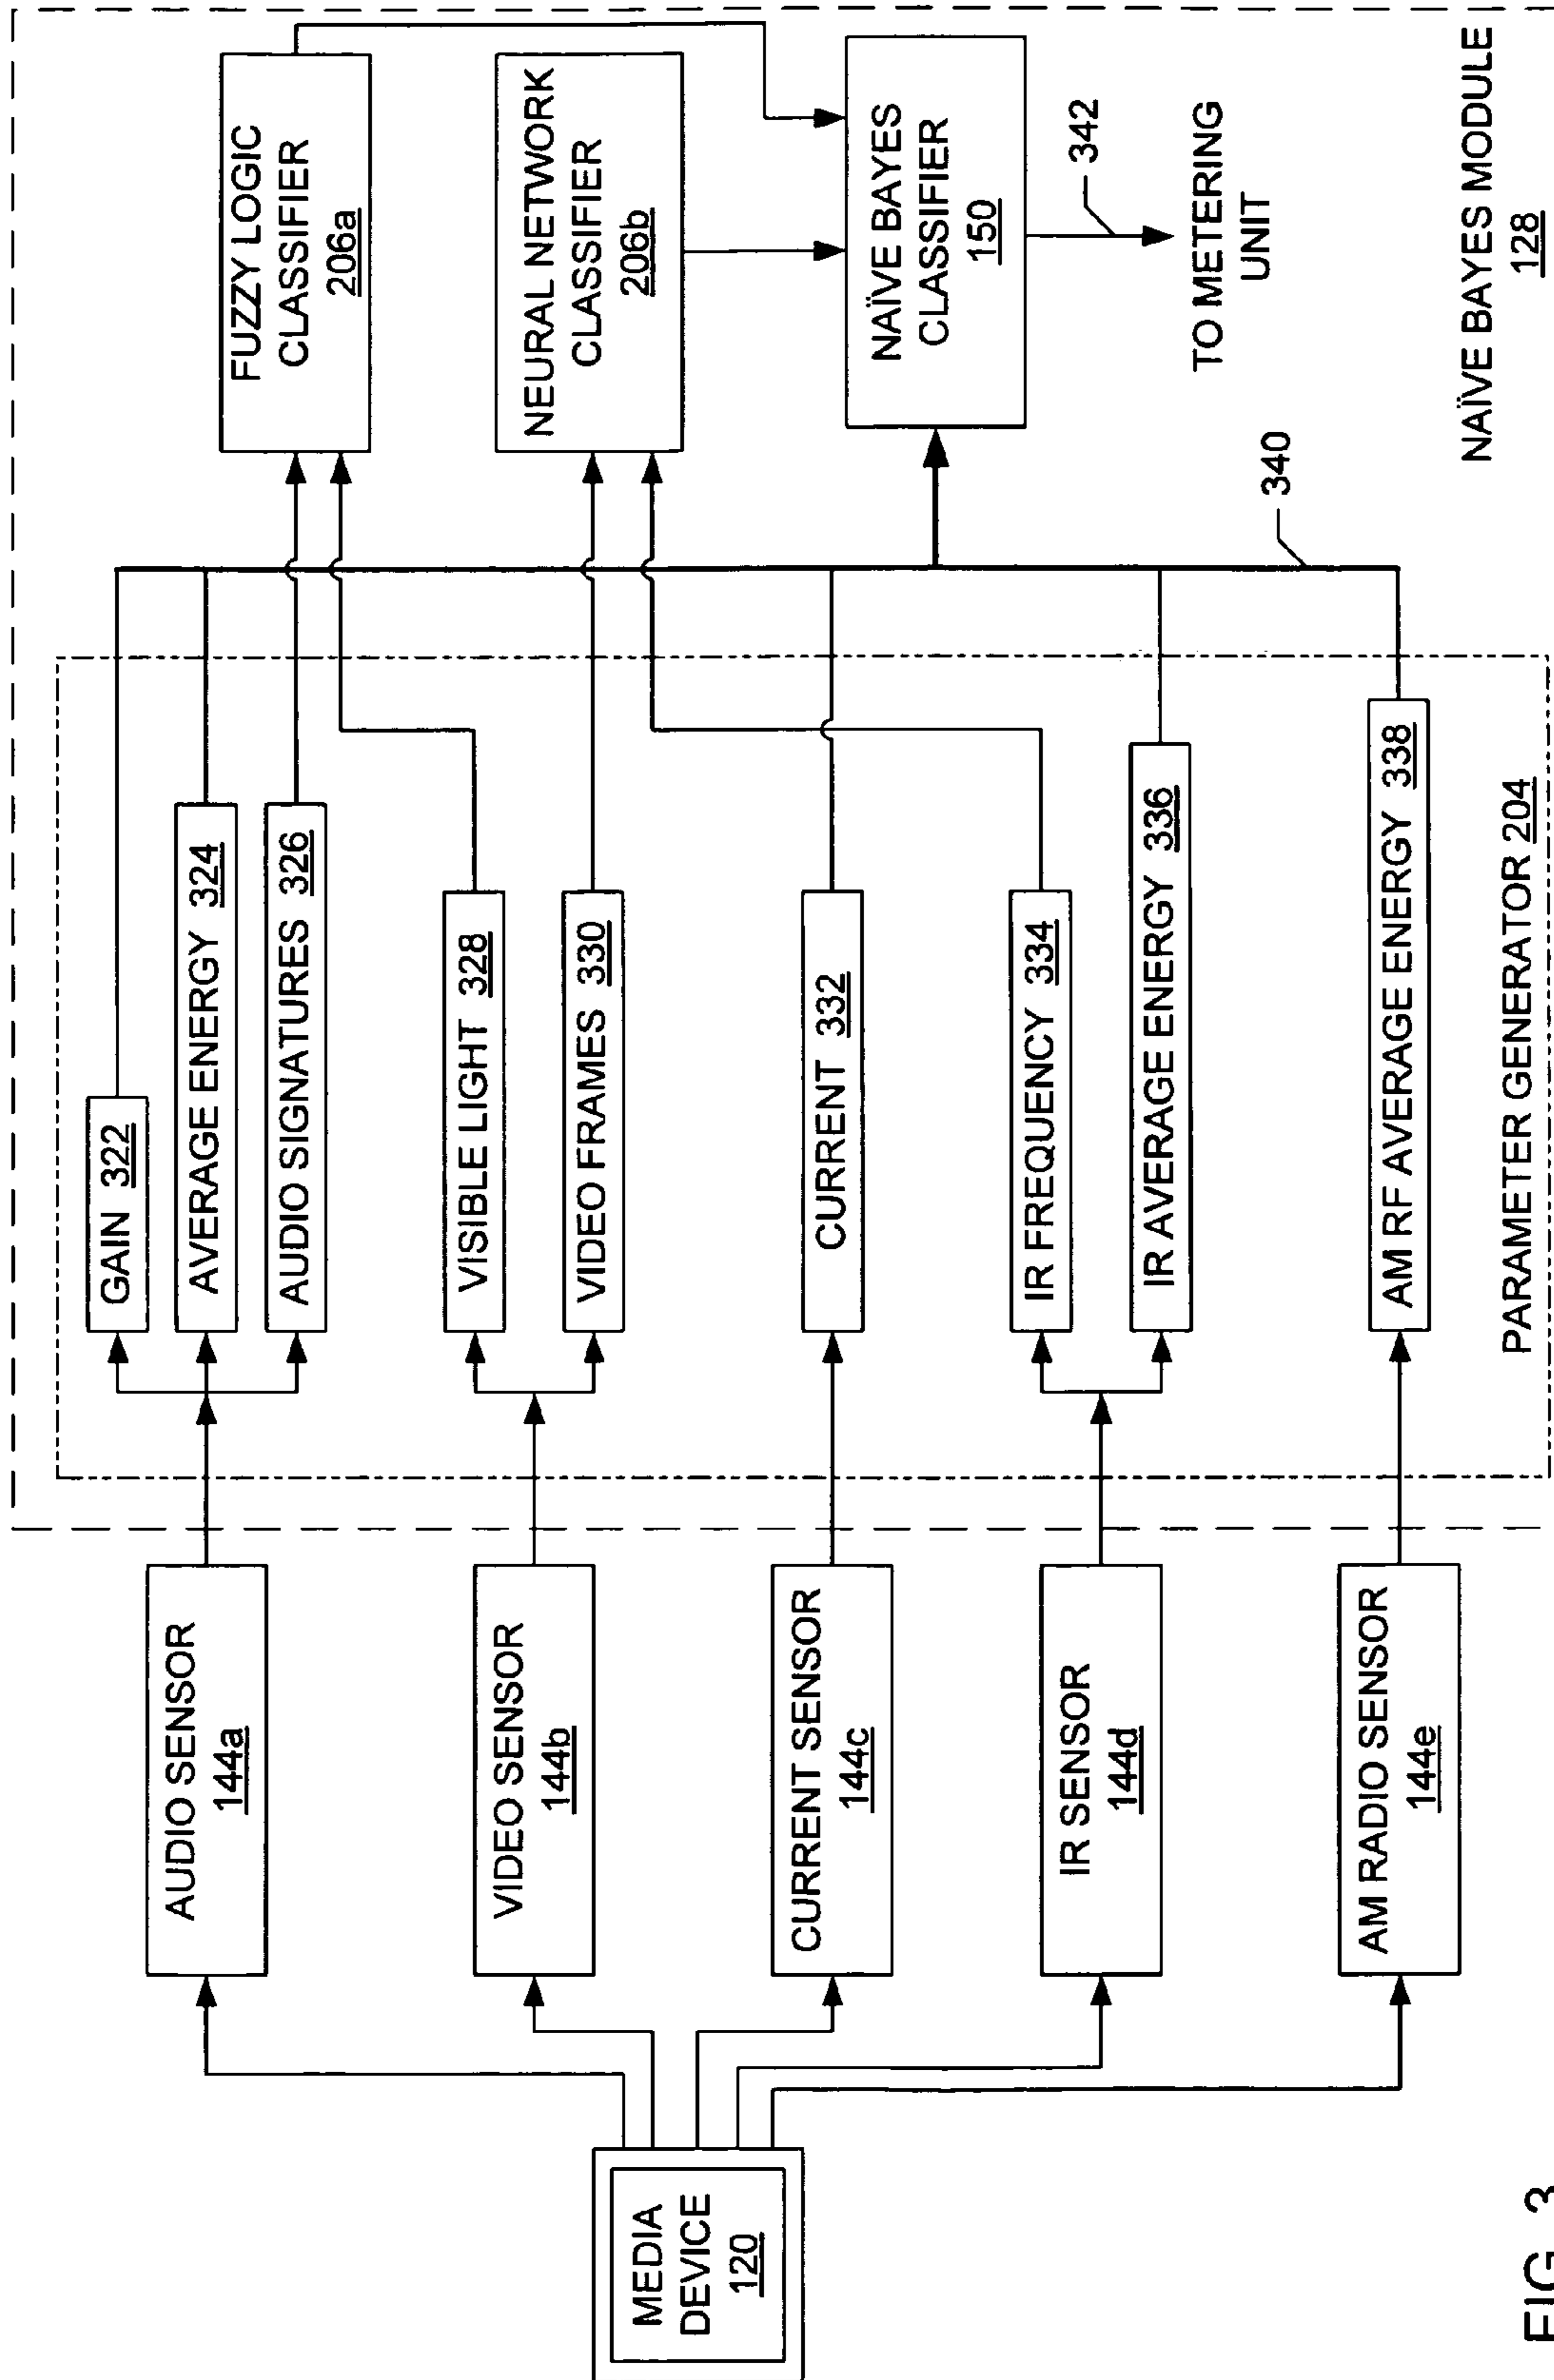 MEDIA
DEVICE
120
AUDIO SENSOR
144a
VIDEO SENSOR
144b
CURRENT SENSOR
144c
IR SENSOR
144d
AM RADIO SENSOR
144e
GAIN 322
AVERAGE ENERGY 324
AUDIO SIGNATURES 326
VISIBLE LIGHT 328
VIDEO FRAMES 330
CURRENT 332
IR FREQUENCY 334
IR AVERAGE ENERGY 336
AM RF AVERAGE ENERGY 338
PARAMETER GENERATOR 204
FUZZY LOGIC
CLASSIFIER
206a
NEURAL NETWORK
CLASSIFIER
206b
NAÏVE BAYES
CLASSIFIER
150
342
TO METERING
UNIT
340
NAÏVE BAYES MODULE
128
FIG. 3